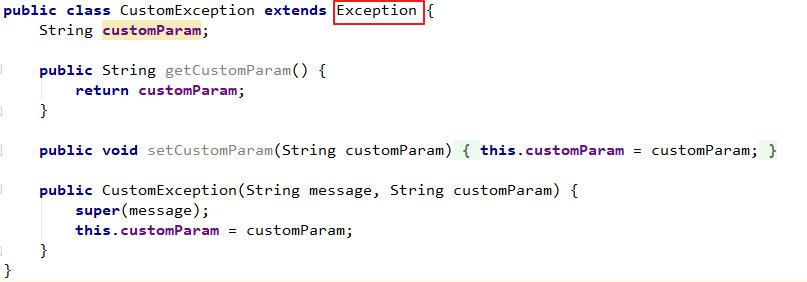 public class CustomException extends Exception {
    String customParam;
    public String getCustomParam() {
        return customParam;
    }
    public void setCustomParam(String customParam) { this.customParam = customParam; }
    public CustomException(String message, String customParam) {
        super(message);
        this.customParam = customParam;
    }
}